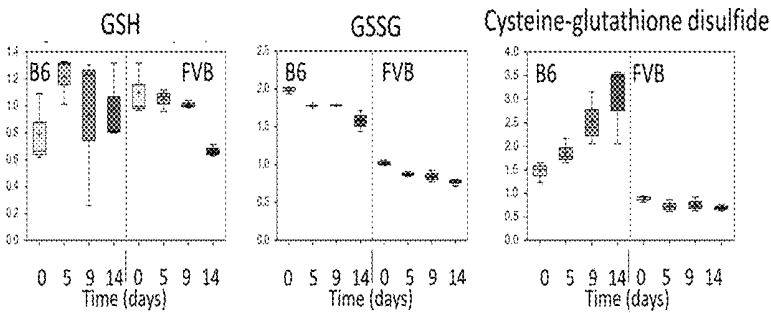 GSH
GSSG
Cysteine-glutathione disulfide
1.4
1.2
1.0
0.8
0.6
0.4
0.2
0.0
B6
FVB
0 5 9 14 0 5 9 14
Time (days)
2.0
1.5
1.0
0.5
0.0
B6
FVB
0 5 9 14 0 5 9 14
Time (days)
4.0
3.5
3.0
2.5
2.0
1.5
1.0
0.5
0.0
B6
FVB
0 5 9 14 0 5 9 14
Time (days)